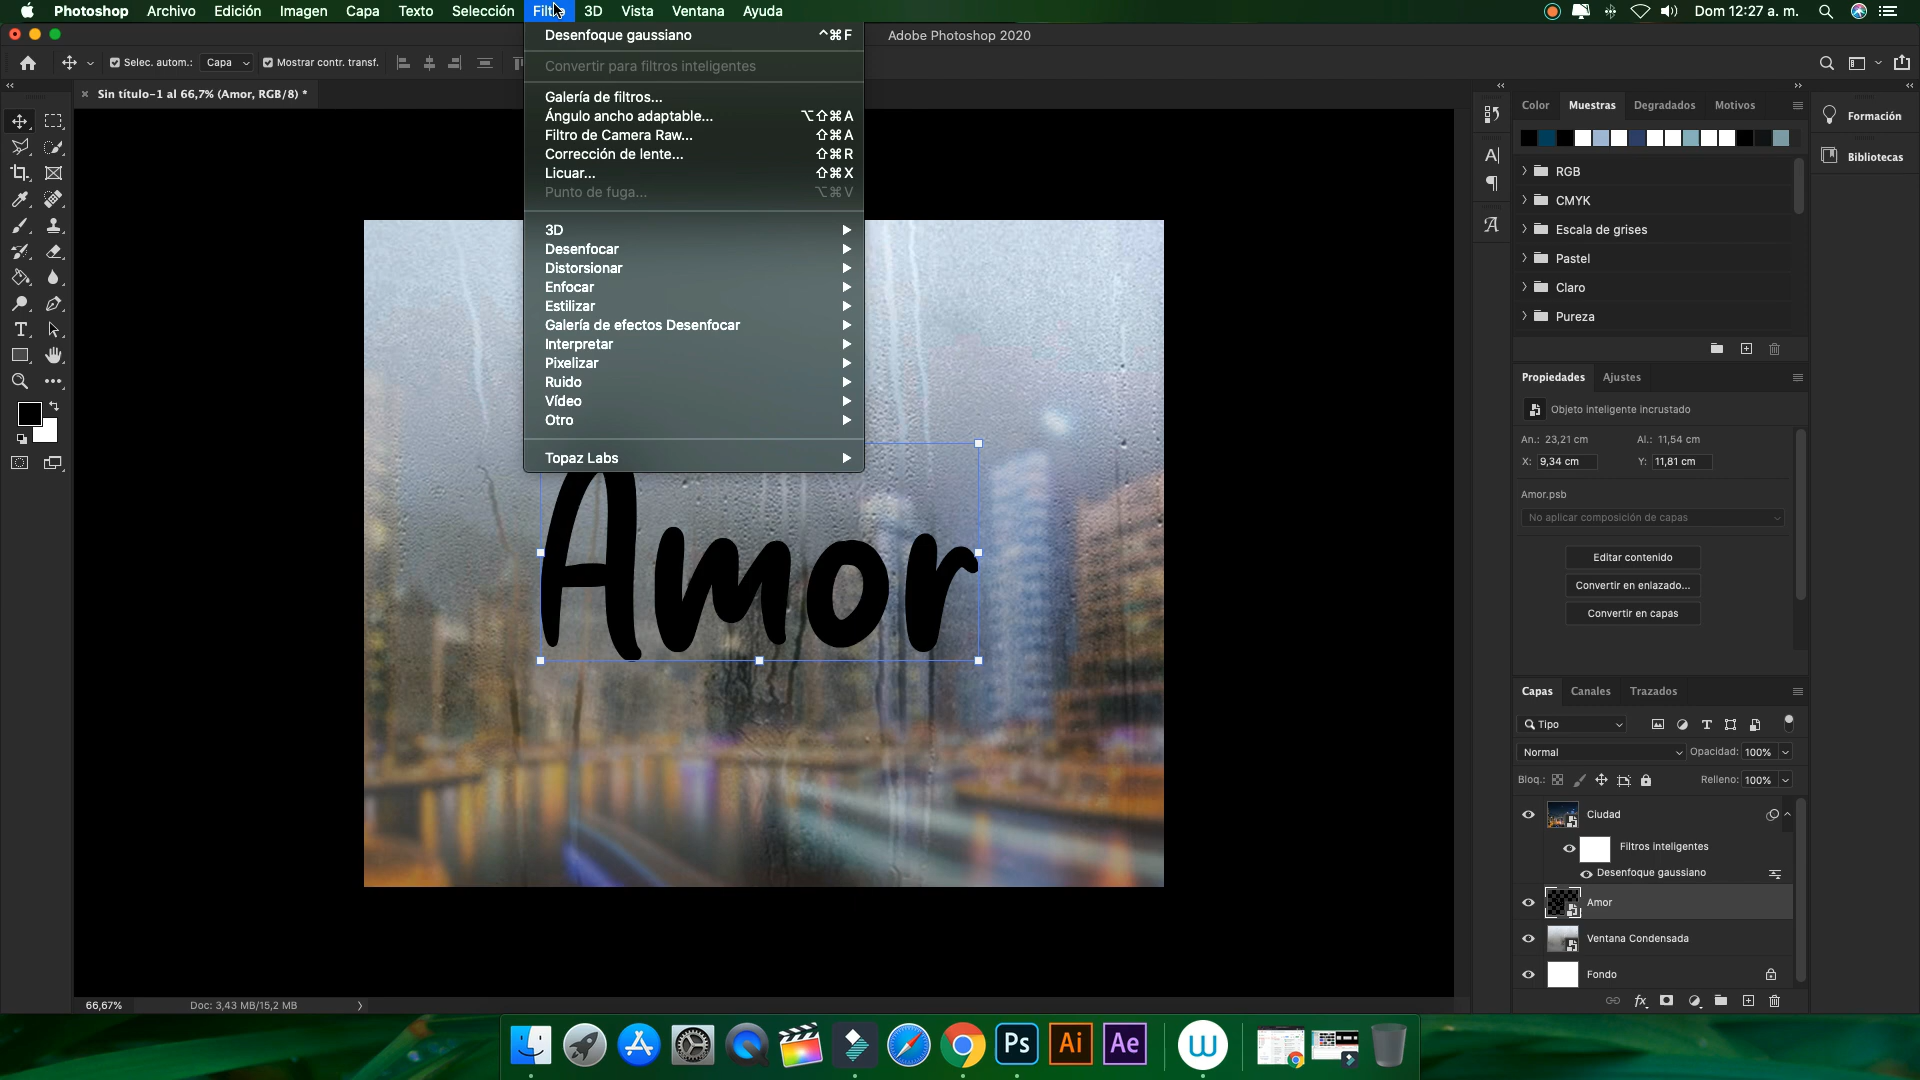 Photoshop Archivo Edición Imagen Capa Texto Selección Filtro 3D Vista Ventana Ayuda
Dom 12:27 a. m.
Adobe Photoshop 2020
Selec. autom.: Capa Mostrar contr. transf.
Sin título-1 al 66,7% (Amor, RGB/8) *
Desenfoque gaussiano ^⌘F
Convertir para filtros inteligentes
Galería de filtros...
Ángulo ancho adaptable... ⌥⇧⌘A
Filtro de Camera Raw... ⇧⌘A
Corrección de lente... ⇧⌘R
Licuar... ⇧⌘X
Punto de fuga... ⌥⌘V
3D
Desenfocar
Distorsionar
Enfocar
Estilizar
Galería de efectos Desenfocar
Interpretar
Pixelizar
Ruido
Vídeo
Otro
Topaz Labs
Amor
66,67% Doc: 3,43 MB/15,2 MB
Color Muestras Degradados Motivos
RGB
CMYK
Escala de grises
Pastel
Claro
Pureza
Formación
Bibliotecas
Propiedades Ajustes
Objeto inteligente incrustado
An.: 23,21 cm Al.: 11,54 cm
X: 9,34 cm Y: 11,81 cm
Amor.psb
No aplicar composición de capas
Editar contenido
Convertir en enlazado...
Convertir en capas
Capas Canales Trazados
Tipo
Normal Opacidad: 100%
Bloq.: Relleno: 100%
Ciudad
Filtros inteligentes
Desenfoque gaussiano
Amor
Ventana Condensada
Fondo
fx
Ps Ai Ae